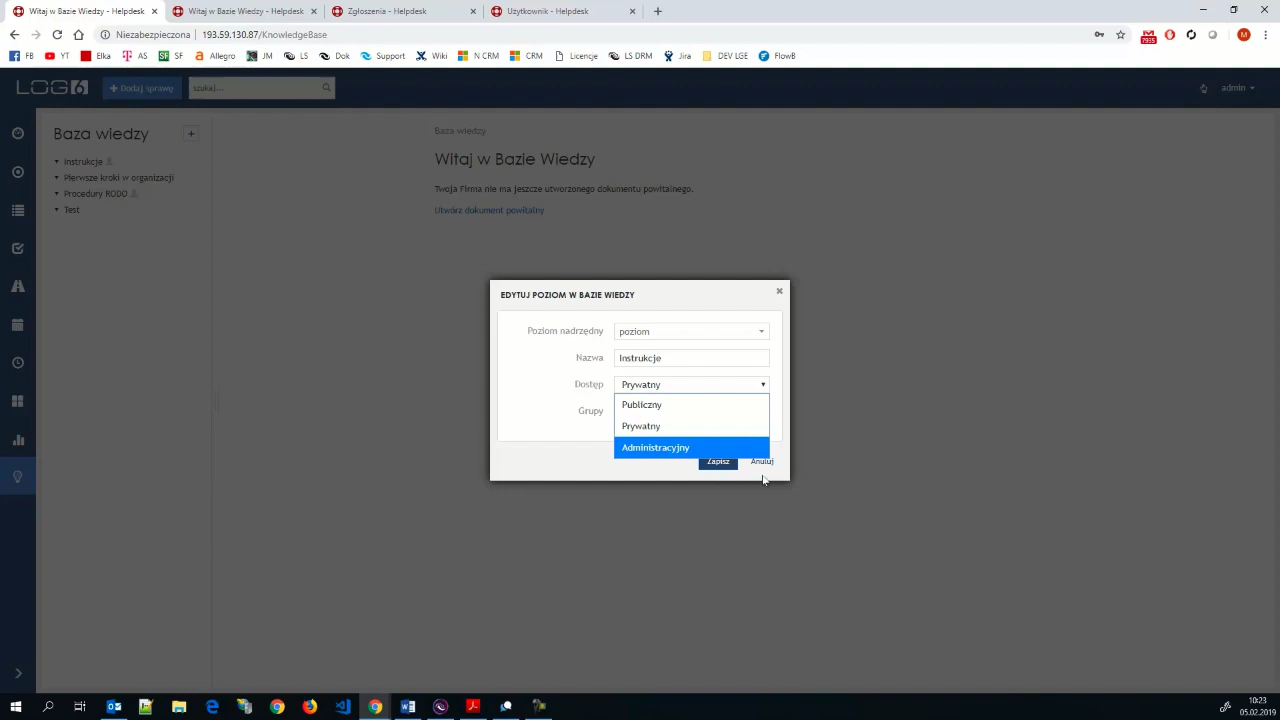 Witaj w Bazie Wiedzy - Helpdesk
Witaj w Bazie Wiedzy - Helpdesk
Zgłoszenia - Helpdesk
Użytkownik - Helpdesk
Niezabezpieczona | 193.59.130.87/KnowledgeBase
7935
M
FB
YT
Elka
AS
SF
Allegro
JM
LS
Dok
Support
Wiki
N CRM
CRM
Licencje
LS DRM
Jira
DEV LGE
FlowB
LOG6
+ Dodaj sprawę
szukaj...
admin
Baza wiedzy
+
Instrukcje
Pierwsze kroki w organizacji
Procedury RODO
Test
Baza wiedzy
Witaj w Bazie Wiedzy
Twoja Firma nie ma jeszcze utworzonego dokumentu powitalnego.
Utwórz dokument powitalny
EDYTUJ POZIOM W BAZIE WIEDZY
Poziom nadrzędny poziom
Nazwa Instrukcje
Dostęp Prywatny
Publiczny
Grupy
Prywatny
Administracyjny
Zapisz Anuluj
10:23
05.02.2019